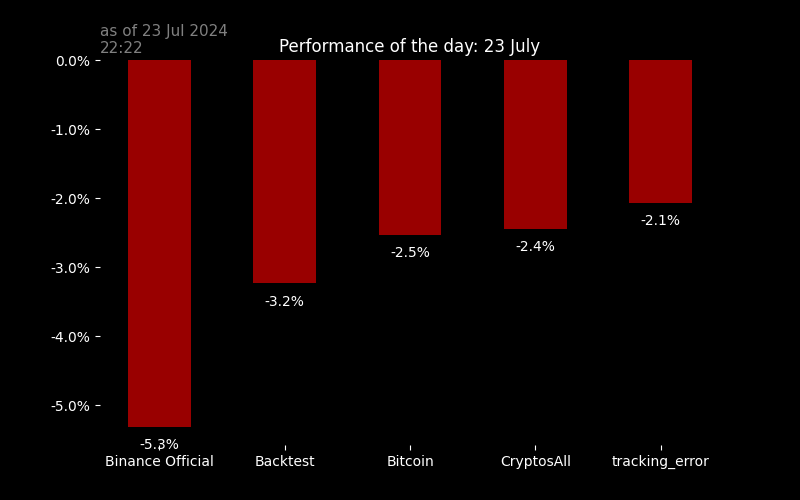 as of 23 Jul 2024
22:22
Performance of the day: 23 July
0.0%
-1.0%
-2.0%
-3.0%
-4.0%
-5.0%
-5.3%
-3.2%
-2.5%
-2.4%
-2.1%
Binance Official
Backtest
Bitcoin
CryptosAll
tracking_error